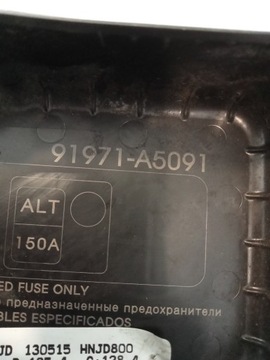 91971-A5091
ALT
150A
ED FUSE ONLY
предназначенные предохранители
BLES ESPECIFICADOS
JD 130515 HNJD800